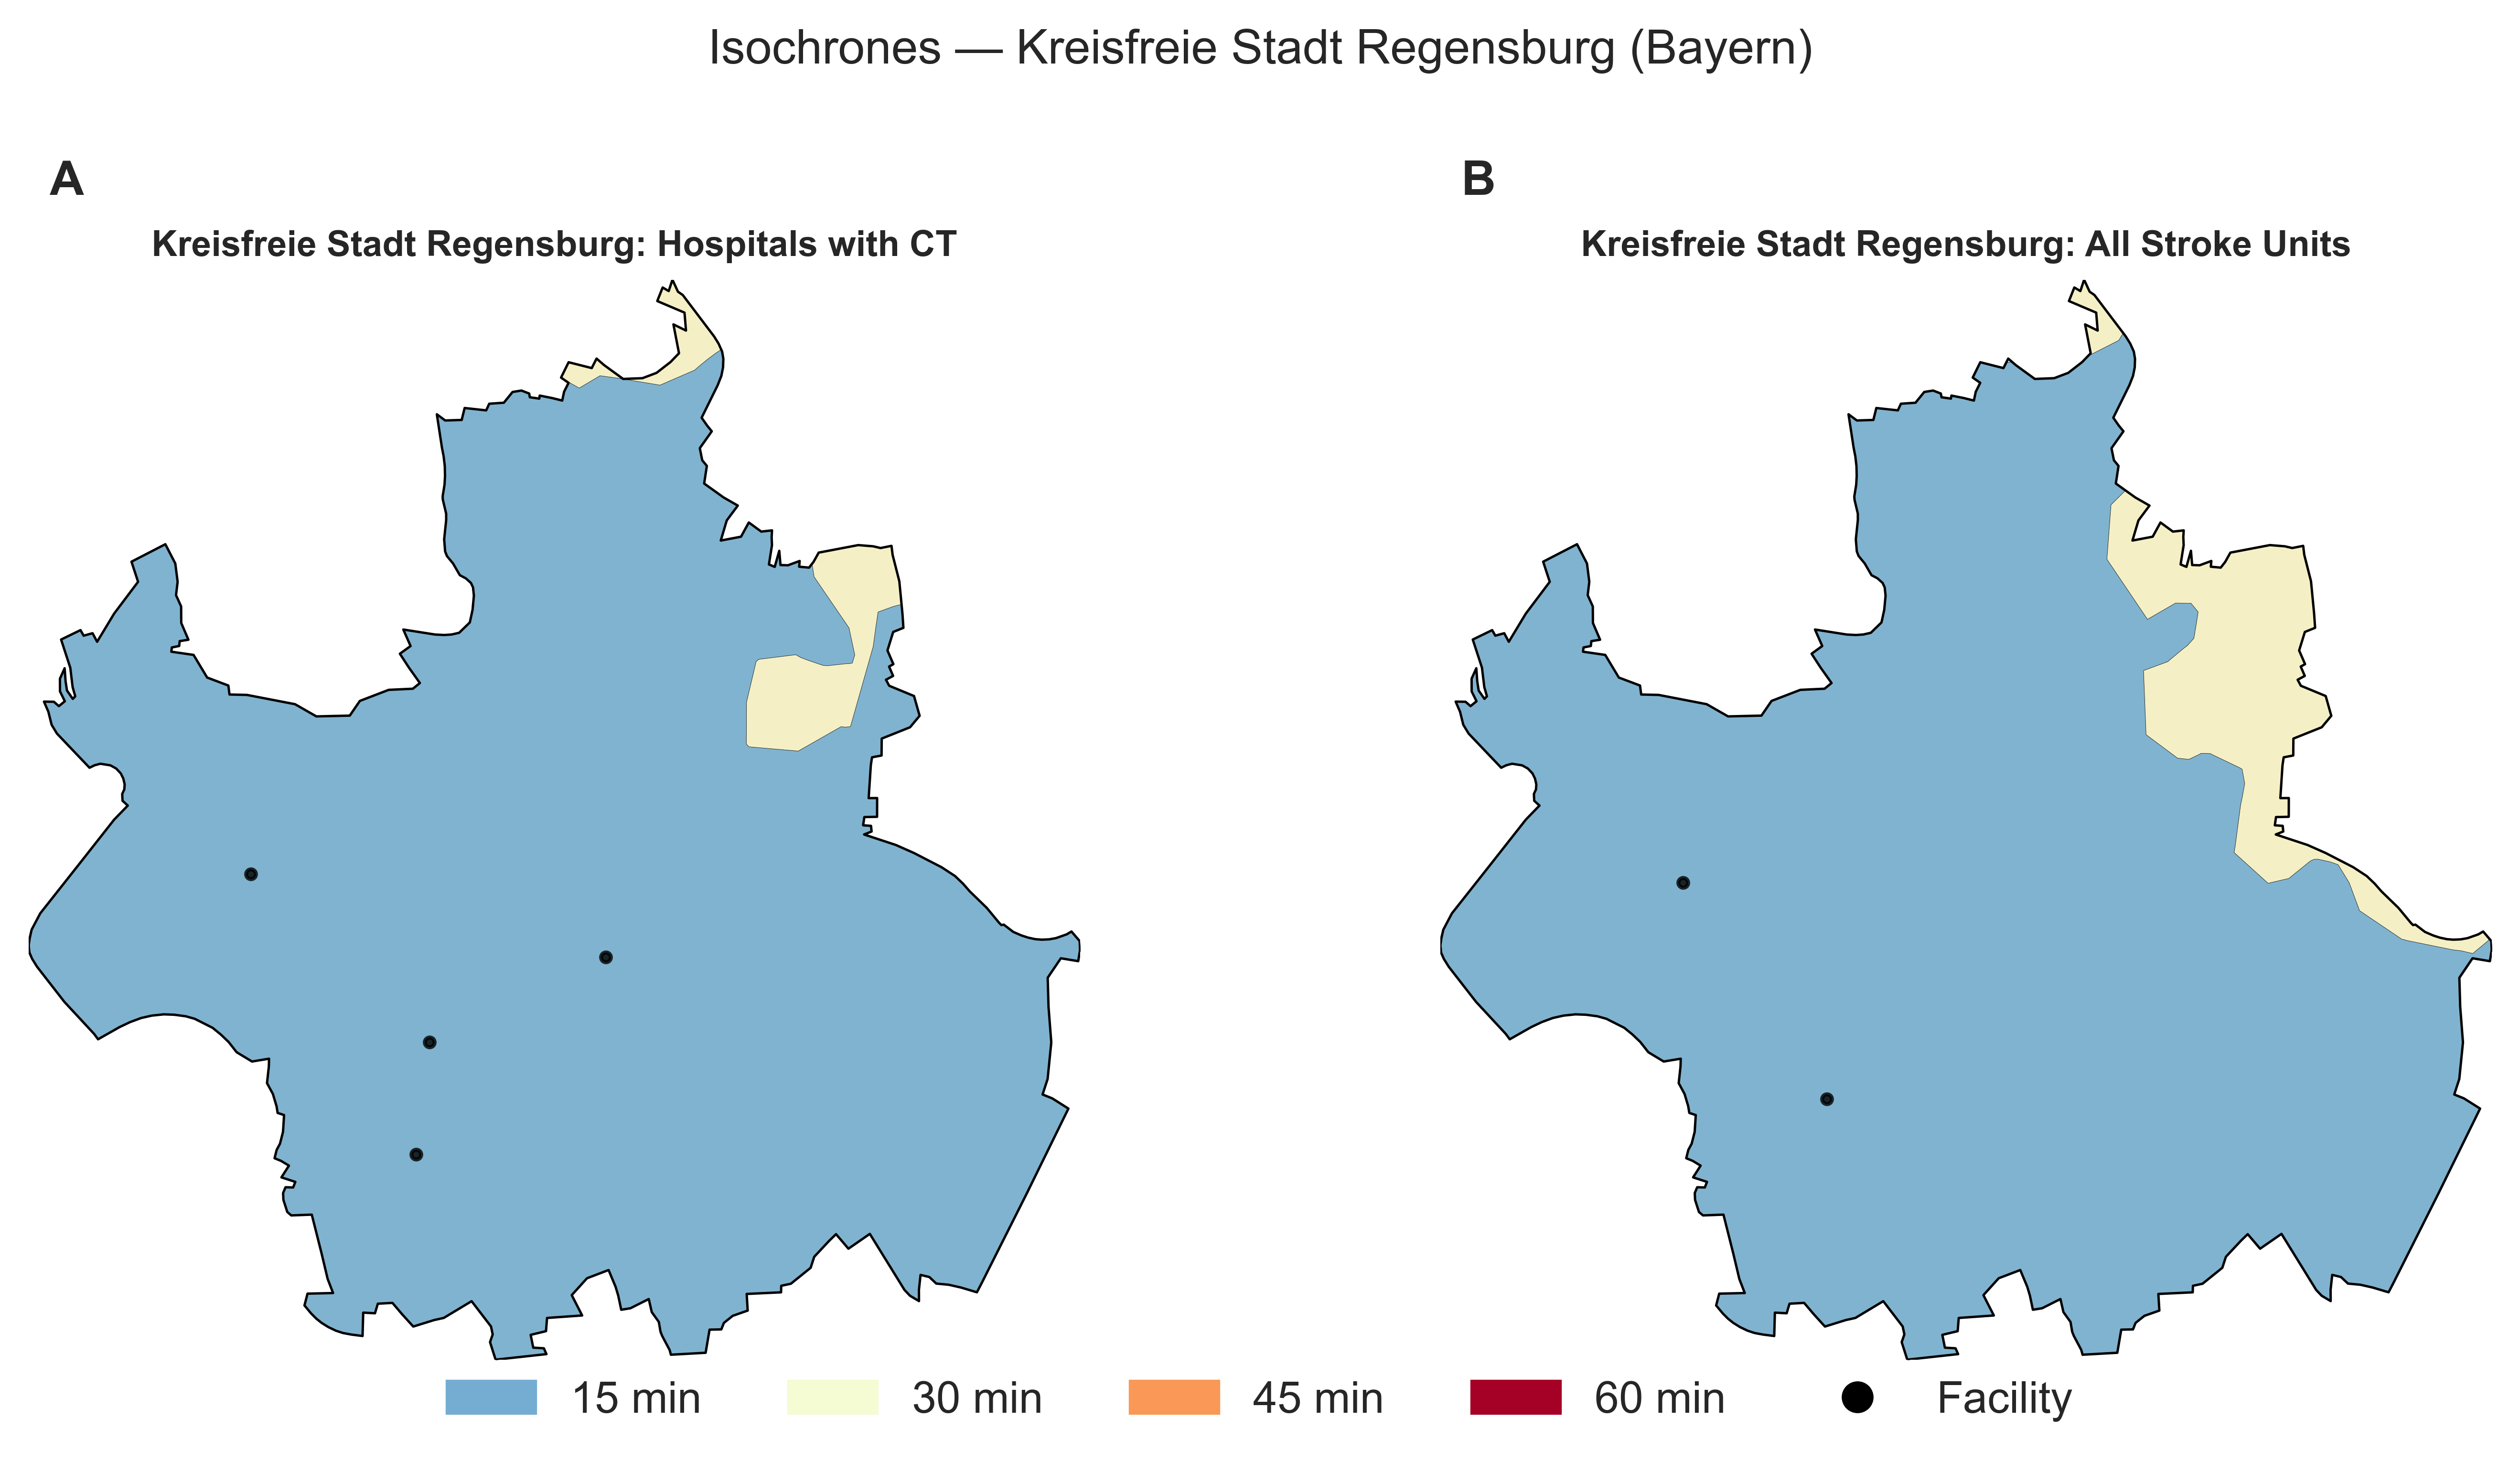 Isochrones — Kreisfreie Stadt Regensburg (Bayern)
A
Kreisfreie Stadt Regensburg: Hospitals with CT
B
Kreisfreie Stadt Regensburg: All Stroke Units
15 min 30 min 45 min 60 min Facility